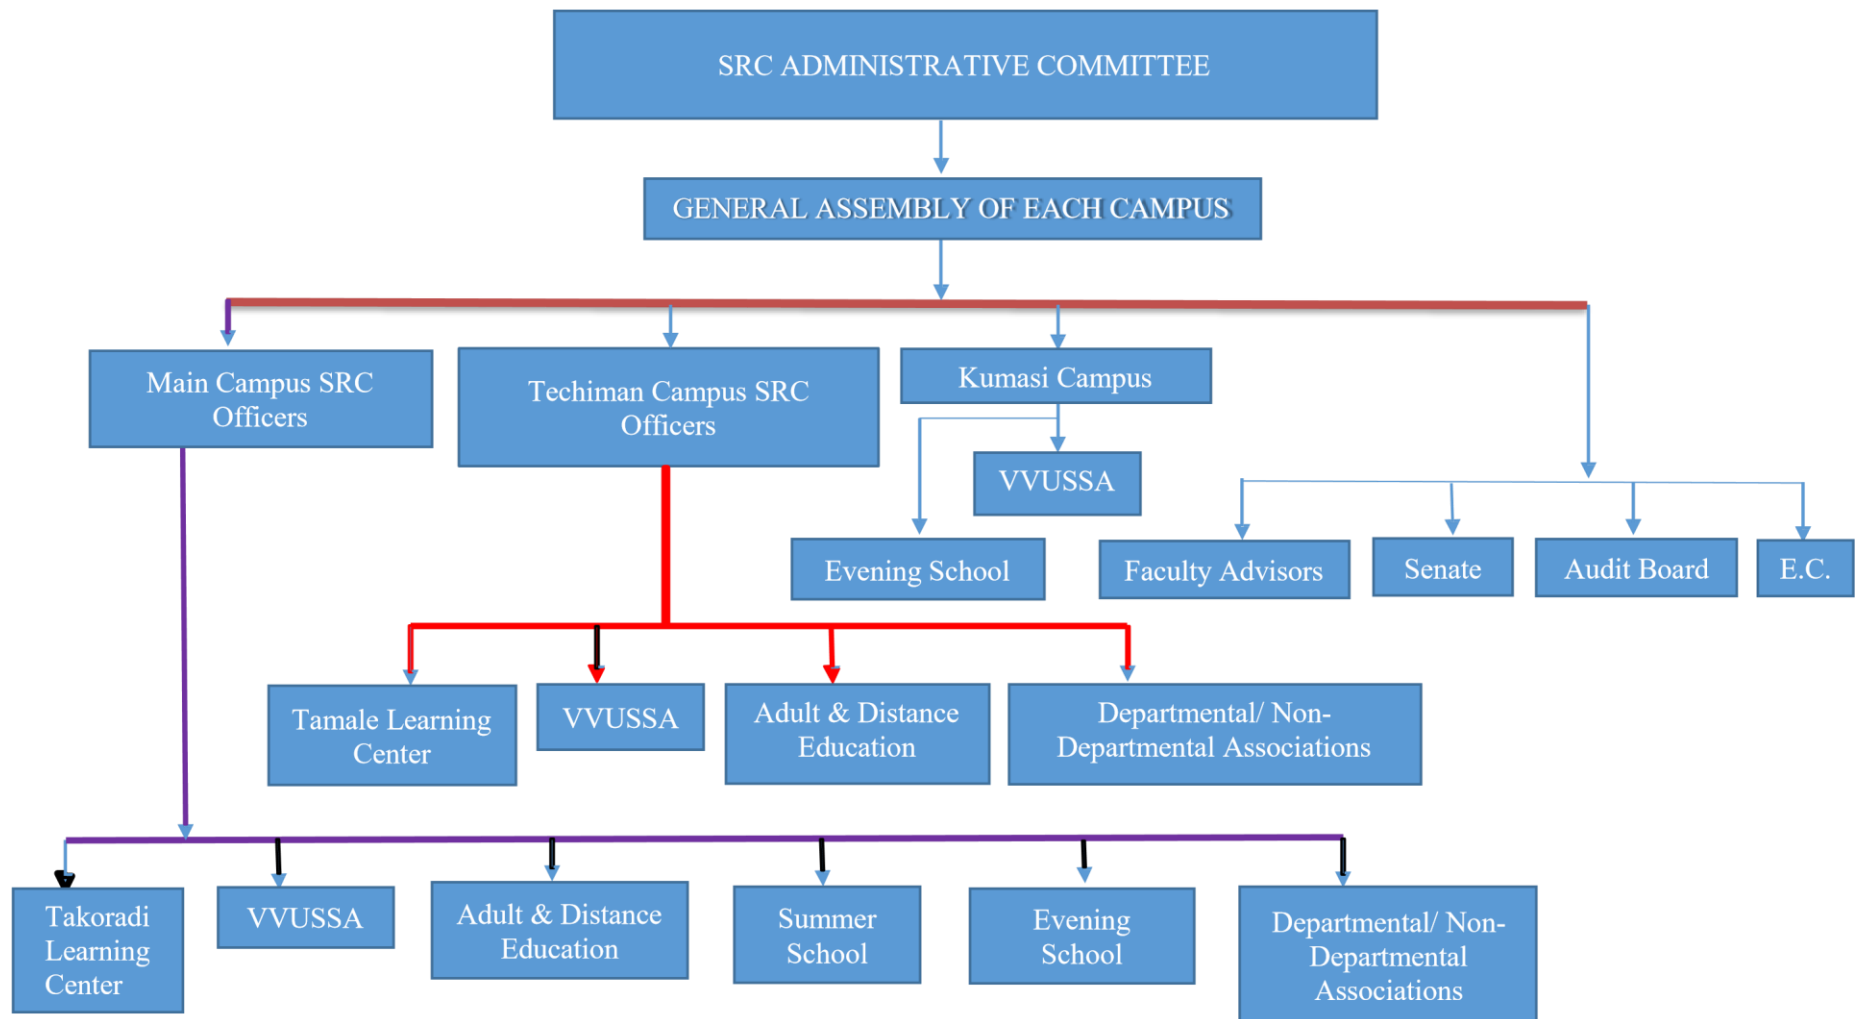 SRC ADMINISTRATIVE COMMITTEE
GENERAL ASSEMBLY OF EACH CAMPUS
Main Campus SRC
Officers
Techiman Campus SRC
Officers
Kumasi Campus
VVUSSA
Evening School
Faculty Advisors
Senate
Audit Board
E.C.
Tamale Learning
Center
VVUSSA
Adult & Distance
Education
Departmental/ Non-
Departmental Associations
Takoradi
Learning
Center
VVUSSA
Adult & Distance
Education
Summer
School
Evening
School
Departmental/ Non-
Departmental
Associations